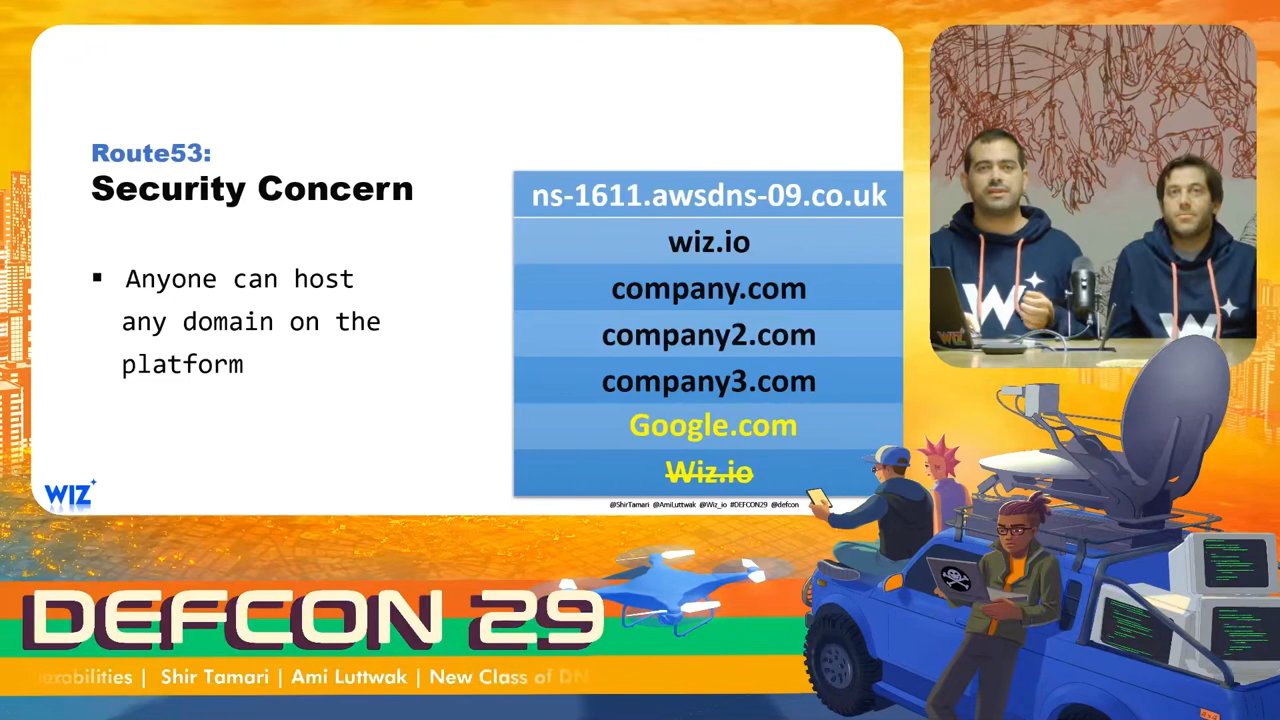 Route53:
Security Concern
▪ Anyone can host
any domain on the
platform
ns-1611.awsdns-09.co.uk
wiz.io
company.com
company2.com
company3.com
Google.com
Wiz.io
WIZ
@ShirTamari @AmiLuttwak @Wiz_io #DEFCON29 @defcon
W
WIZ
W
DEFCON 29
erabilities | Shir Tamari | Ami Luttwak | New Class of DN